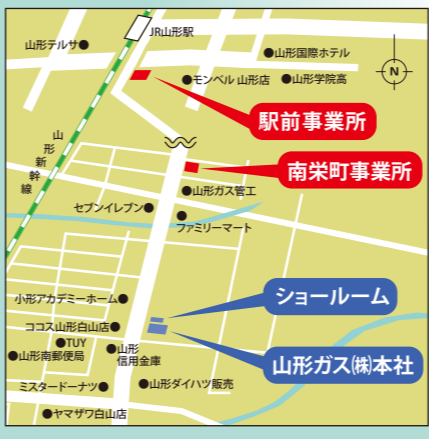 JR山形駅
山形テルサ
山形国際ホテル
モンベル 山形店
山形学院高
N
駅前事業所
山形新幹線
南栄町事業所
山形ガス管工
セブンイレブン
ファミリーマート
ショールーム
小形アカデミーホーム
ココス山形白山店
TUY
山形南郵便局
山形
信用金庫
山形ガス㈱本社
ミスタードーナツ
山形ダイハツ販売
ヤマザワ白山店